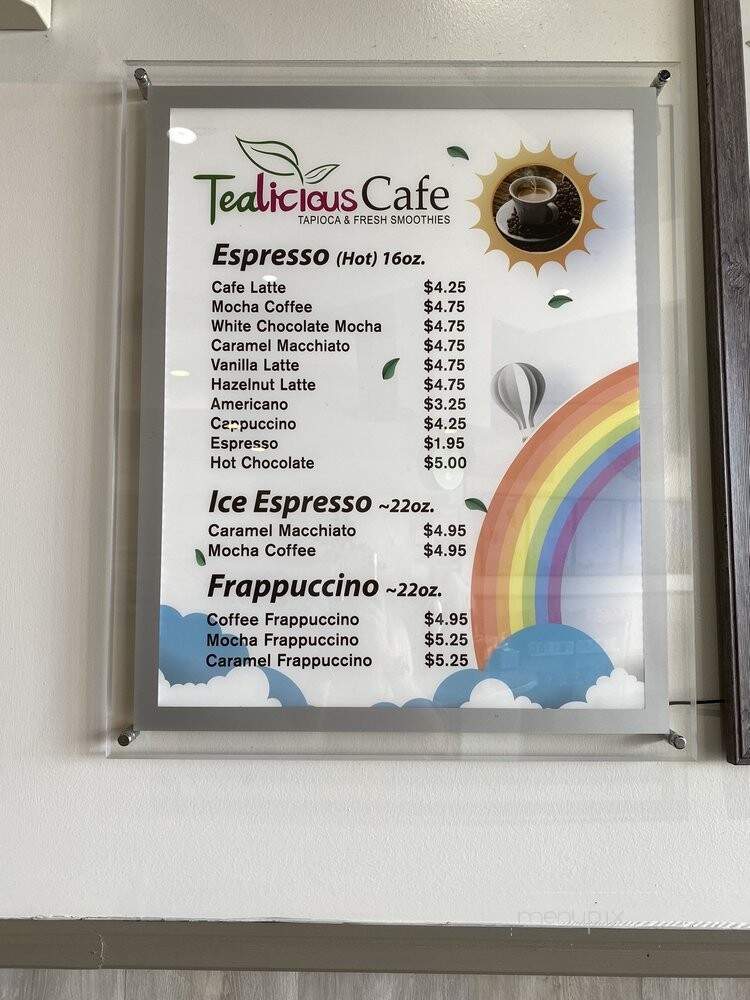 Tealicious Cafe
TAPIOCA & FRESH SMOOTHIES
Espresso (Hot) 16oz.
Cafe Latte $4.25
Mocha Coffee $4.75
White Chocolate Mocha $4.75
Caramel Macchiato $4.75
Vanilla Latte $4.75
Hazelnut Latte $4.75
Americano $3.25
Cappuccino $4.25
Espresso $1.95
Hot Chocolate $5.00
Ice Espresso ~22oz.
Caramel Macchiato $4.95
Mocha Coffee $4.95
Frappuccino ~22oz.
Coffee Frappuccino $4.95
Mocha Frappuccino $5.25
Caramel Frappuccino $5.25
menupix